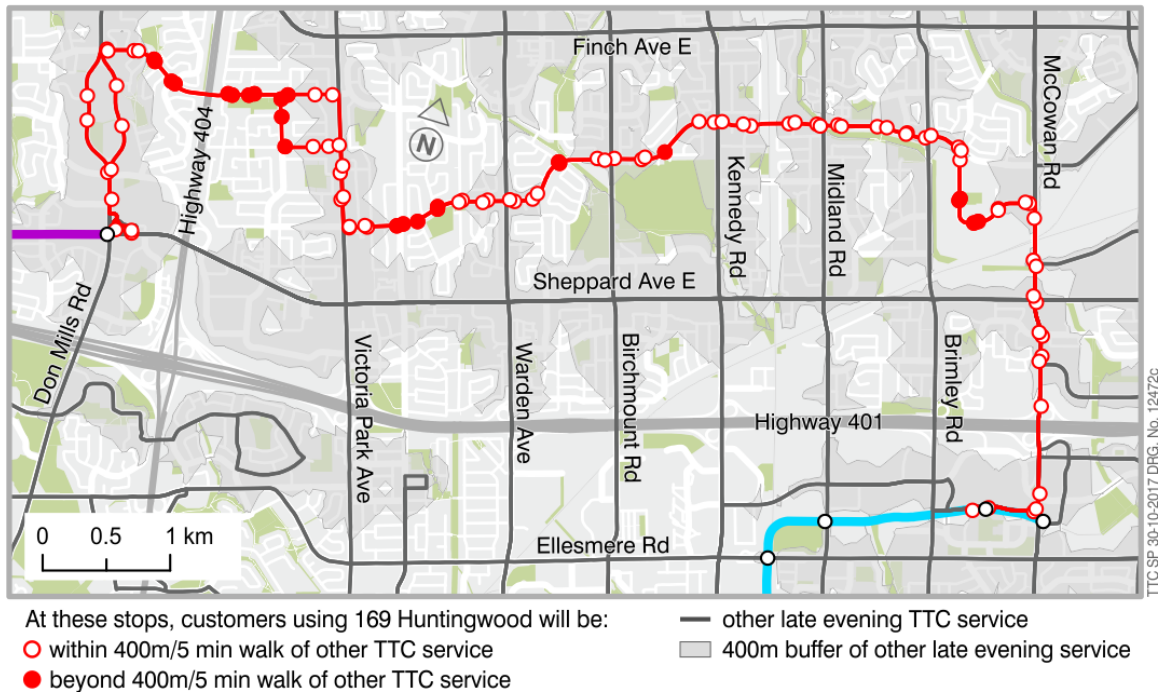 Finch Ave E
McCowan Rd
Highway 404
N
Kennedy Rd
Midland Rd
Don Mills Rd
Sheppard Ave E
Victoria Park Ave
Warden Ave
Birchmount Rd
Brimley Rd
Highway 401
Ellesmere Rd
0 0.5 1 km
TTC SP 30-10-2017 DRG. No. 12472c
At these stops, customers using 169 Huntingwood will be:
within 400m/5 min walk of other TTC service
beyond 400m/5 min walk of other TTC service
other late evening TTC service
400m buffer of other late evening service